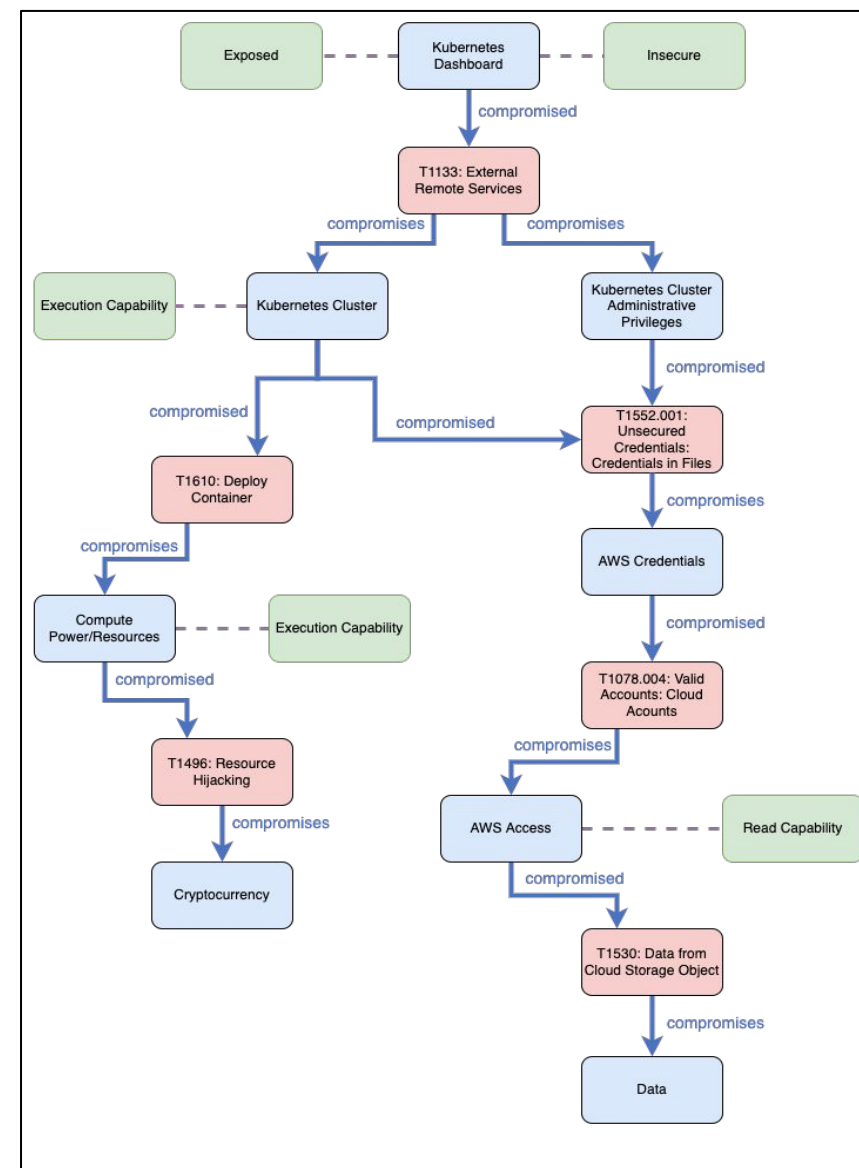 Exposed
Kubernetes
Dashboard
Insecure
compromised
T1133: External
Remote Services
compromises
compromises
Execution Capability
Kubernetes Cluster
Kubernetes Cluster
Administrative
Privileges
compromised
compromised
compromised
T1552.001:
Unsecured
Credentials:
Credentials in Files
T1610: Deploy
Container
compromises
compromises
AWS Credentials
Compute
Power/Resources
Execution Capability
compromised
compromised
T1078.004: Valid
Accounts: Cloud
Acounts
compromises
T1496: Resource
Hijacking
compromises
AWS Access
Read Capability
compromised
Cryptocurrency
T1530: Data from
Cloud Storage Object
compromises
Data